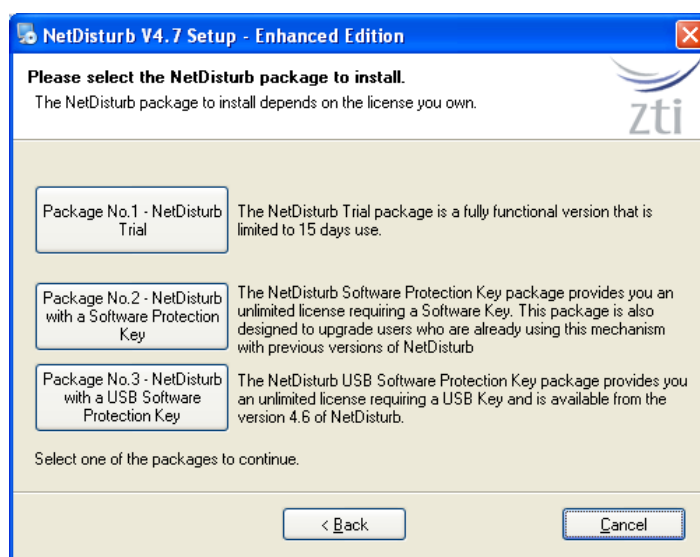 NetDisturb V4.7 Setup - Enhanced Edition
Please select the NetDisturb package to install.
The NetDisturb package to install depends on the license you own.
zti
Package No.1 - NetDisturb
Trial
The NetDisturb Trial package is a fully functional version that is
limited to 15 days use.
Package No.2 - NetDisturb
with a Software Protection
Key
The NetDisturb Software Protection Key package provides you an
unlimited license requiring a Software Key. This package is also
designed to upgrade users who are already using this mechanism
with previous versions of NetDisturb
Package No.3 - NetDisturb
with a USB Software
Protection Key
The NetDisturb USB Software Protection Key package provides you
an unlimited license requiring a USB Key and is available from the
version 4.6 of NetDisturb.
Select one of the packages to continue.
< Back
Cancel